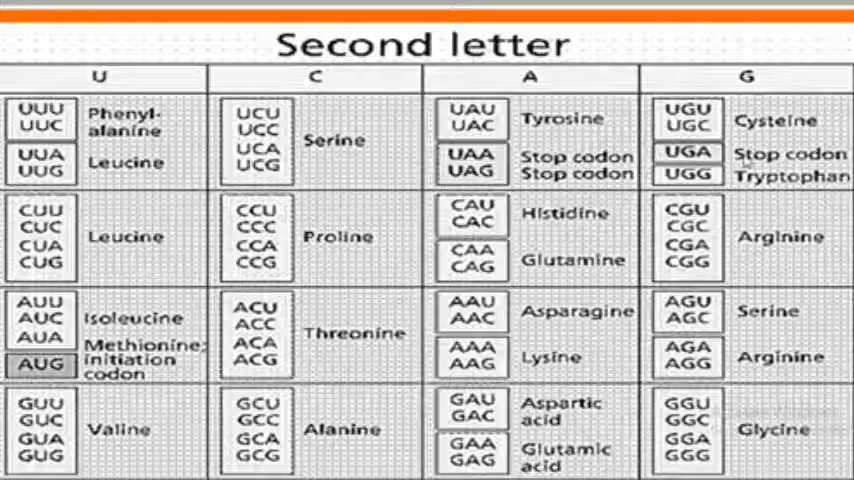 Second letter
U C A G
UUU
UUC
Phenyl-
alanine
UUA
UUG
Leucine
UCU
UCC
UCA
UCG
Serine
UAU
UAC
Tyrosine
UAA Stop codon
UAG Stop codon
UGU
UGC
Cysteine
UGA Stop codon
UGG Tryptophan
CUU
CUC
CUA
CUG
Leucine
CCU
CCC
CCA
CCG
Proline
CAU
CAC
Histidine
CAA
CAG
Glutamine
CGU
CGC
CGA
CGG
Arginine
AUU
AUC
AUA
Isoleucine
AUG
Methionine;
initiation
codon
ACU
ACC
ACA
ACG
Threonine
AAU
AAC
Asparagine
AAA
AAG
Lysine
AGU
AGC
Serine
AGA
AGG
Arginine
GUU
GUC
GUA
GUG
Valine
GCU
GCC
GCA
GCG
Alanine
GAU
GAC
Aspartic
acid
GAA
GAG
Glutamic
acid
GGU
GGC
GGA
GGG
Glycine